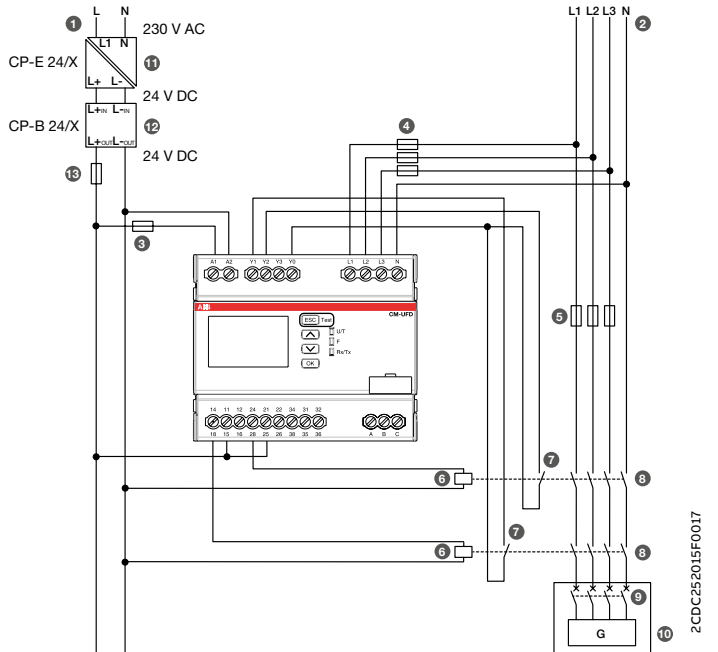 L N
L1 L2 L3 N
1
230 V AC
2
L1 N
CP-E 24/X
11
L+ L-
24 V DC
L+IN L-IN
CP-B 24/X
12
L+OUT L-OUT
24 V DC
4
13
3
A1 A2 Y1 Y2 Y3 Y0 L1 L2 L3 N
ABB
CM-UFD
ESC Test
U/T
F
Rx/Tx
OK
5
14 11 12 24 21 22 34 31 32
18 15 16 28 25 26 38 35 36
A B C
7
6
8
7
6
8
9
G
10
2CDC252015F0017